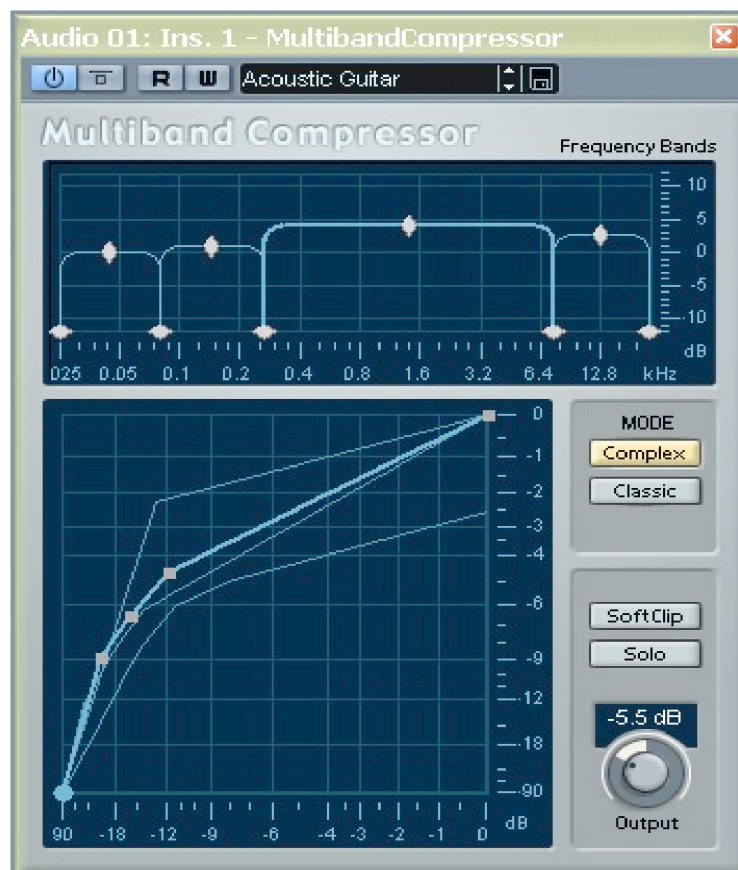 Audio 01: Ins. 1 - MultibandCompressor
R W Acoustic Guitar
Multiband Compressor
Frequency Bands
10
5
0
-5
-10
dB
025 0.05 0.1 0.2 0.4 0.8 1.6 3.2 6.4 12.8 kHz
0
-1
-2
-3
-4
-6
-9
-12
-18
-90
dB
90 -18 -12 -9 -6 -4 -3 -2 -1 0
MODE
Complex
Classic
SoftClip
Solo
-5.5 dB
Output